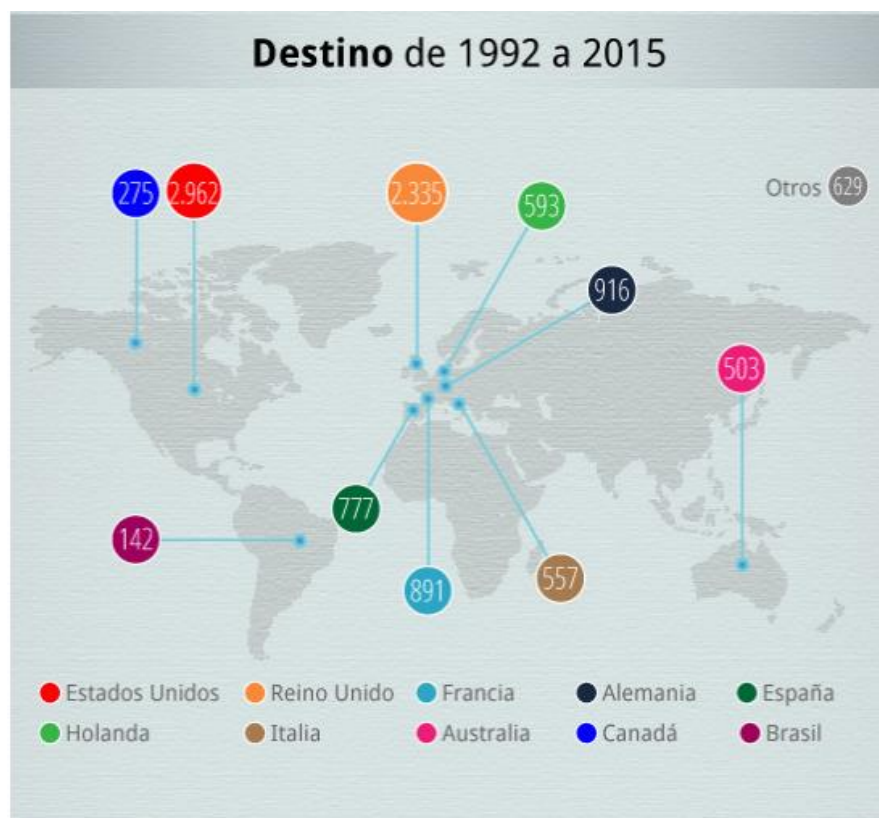 Destino de 1992 a 2015
275
2.962
2.335
593
Otros 629
916
503
777
142
891
557
Estados Unidos
Reino Unido
Francia
Alemania
España
Holanda
Italia
Australia
Canadá
Brasil